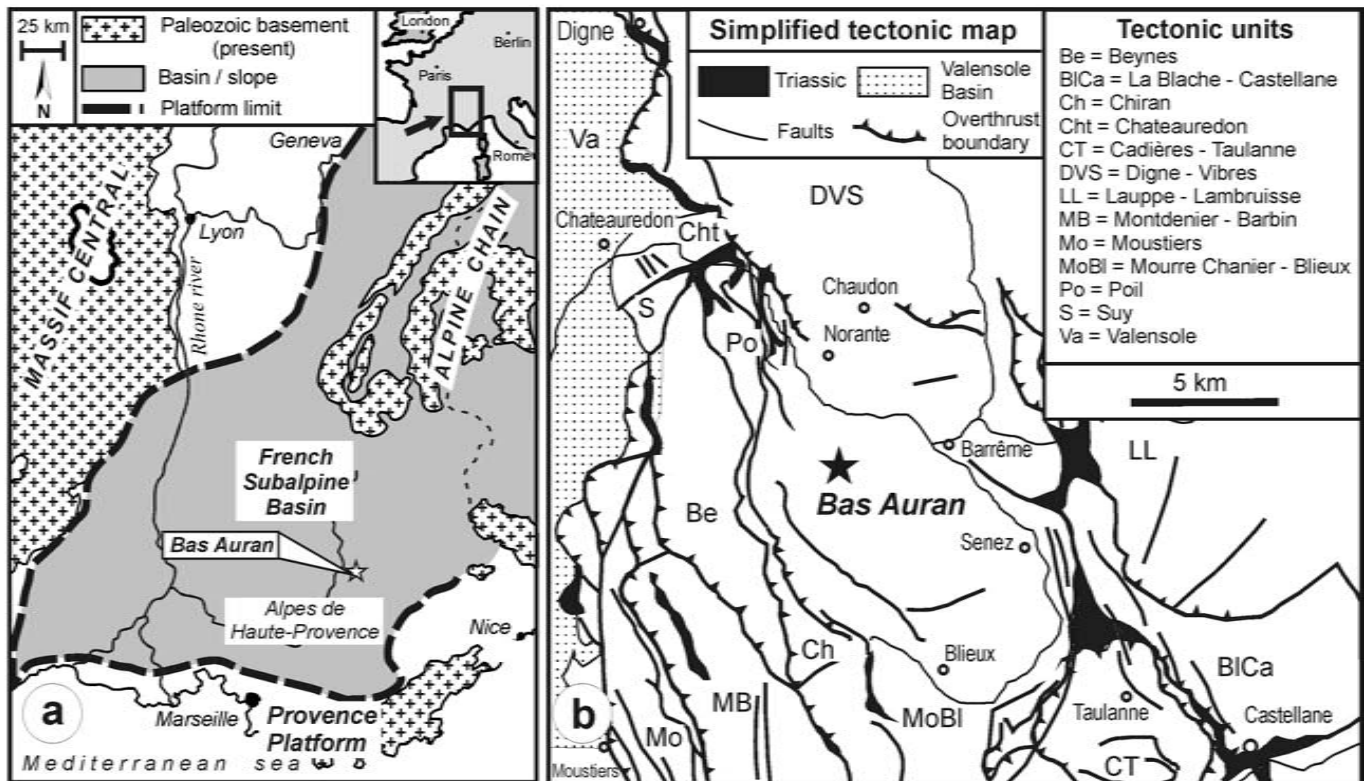 25 km
N
Paleozoic basement
(present)
Basin / slope
Platform limit
London
Berlin
Paris
Rome
Geneva
MASSIF CENTRAL
Lyon
Rhone river
ALPINE CHAIN
French
Subalpine
Basin
Bas Auran
Alpes de
Haute-Provence
Nice
a
Marseille
Provence
Platform
Mediterranean sea
Digne
Simplified tectonic map
Triassic
Valensole
Basin
Faults
Overthrust
boundary
Tectonic units
Be = Beynes
BlCa = La Blache - Castellane
Ch = Chiran
Cht = Chateauredon
CT = Cadières - Taulanne
DVS = Digne - Vibres
LL = Lauppe - Lambruisse
MB = Montdenier - Barbin
Mo = Moustiers
MoBl = Mourre Chanier - Blieux
Po = Poil
S = Suy
Va = Valensole
5 km
Va
DVS
Chateauredon
Cht
S
Chaudon
Norante
Po
Barrême
LL
Bas Auran
Be
Senez
Ch
Blieux
BlCa
MB
MoBl
Taulanne
Castellane
Mo
b
Moustiers
CT